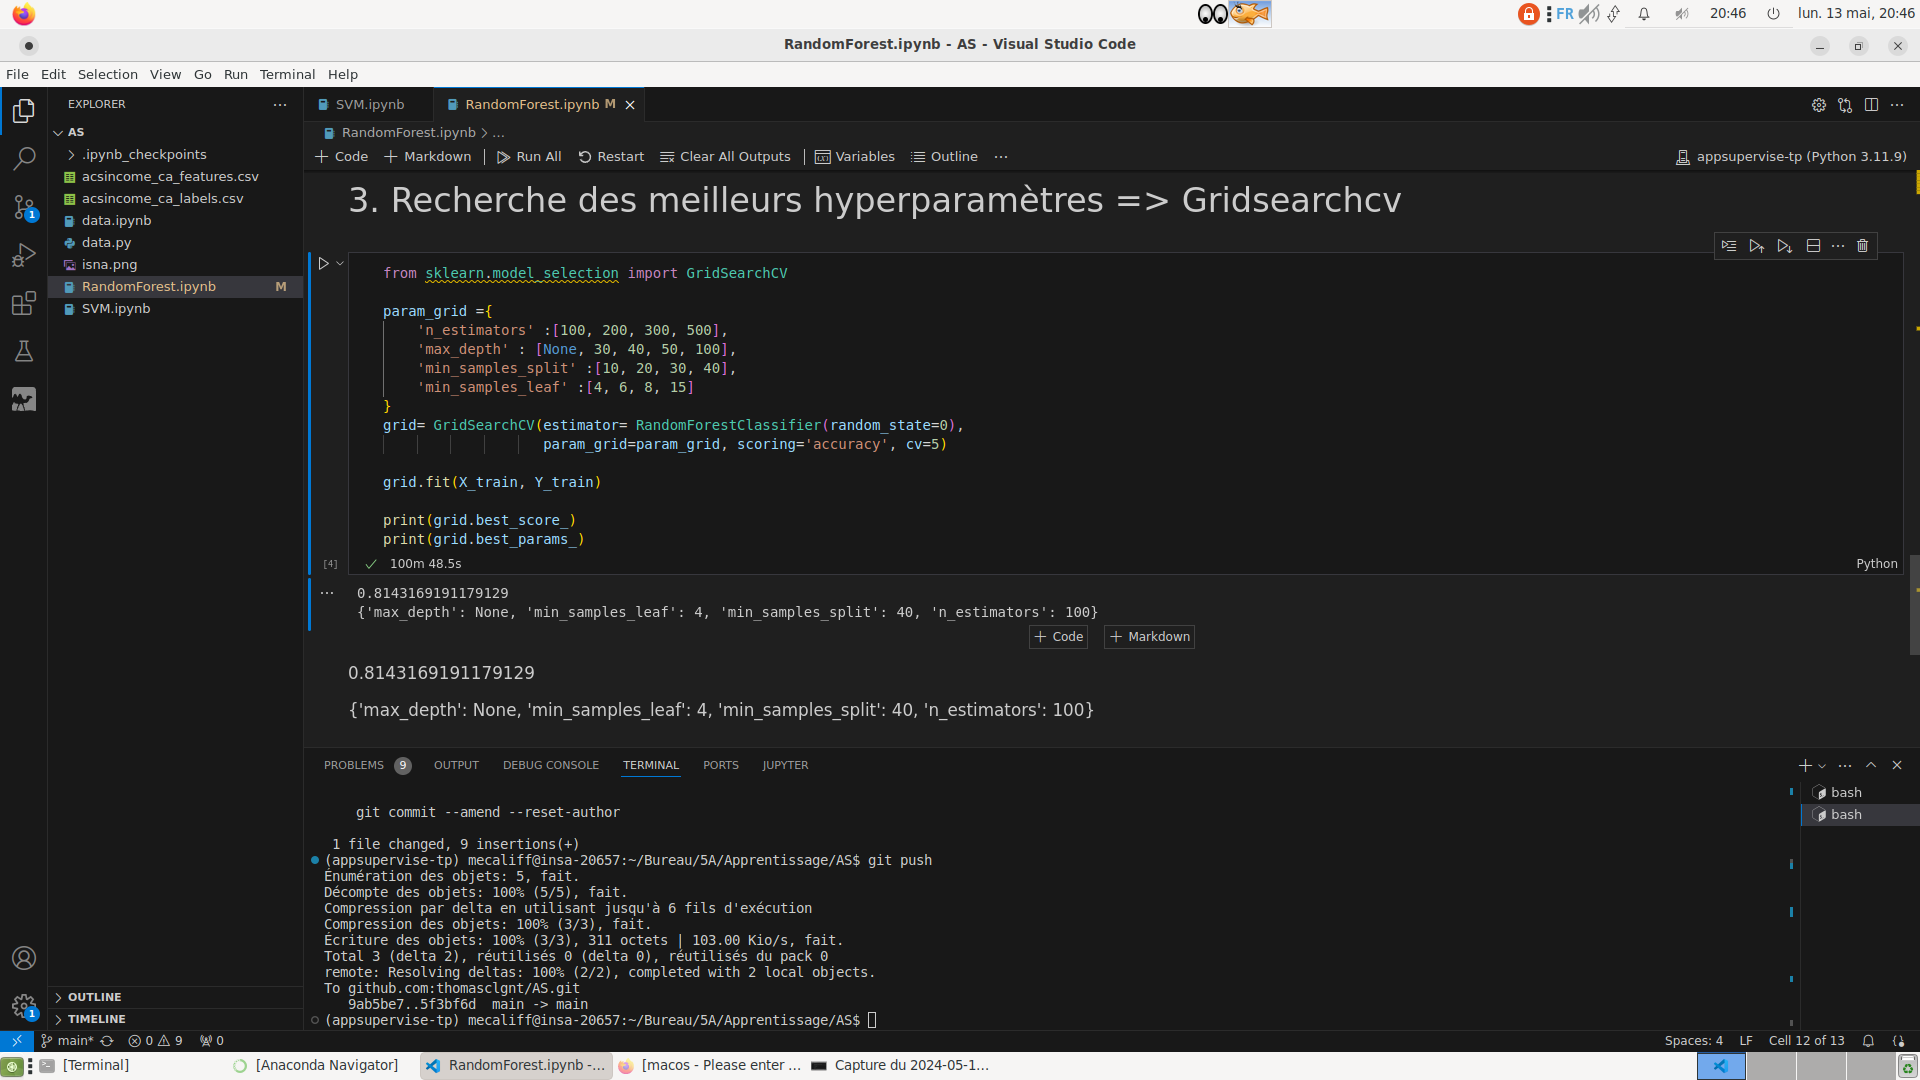 FR
20:46
lun. 13 mai, 20:46
RandomForest.ipynb - AS - Visual Studio Code
File Edit Selection View Go Run Terminal Help
EXPLORER
SVM.ipynb
RandomForest.ipynb M
AS
RandomForest.ipynb > ...
.ipynb_checkpoints
+ Code + Markdown Run All Restart Clear All Outputs Variables Outline ...
appsupervise-tp (Python 3.11.9)
acsincome_ca_features.csv
acsincome_ca_labels.csv
data.ipynb
data.py
isna.png
RandomForest.ipynb M
SVM.ipynb
1
3. Recherche des meilleurs hyperparamètres => Gridsearchcv
from sklearn.model_selection import GridSearchCV
param_grid ={
'n_estimators' :[100, 200, 300, 500],
'max_depth' : [None, 30, 40, 50, 100],
'min_samples_split' :[10, 20, 30, 40],
'min_samples_leaf' :[4, 6, 8, 15]
}
grid= GridSearchCV(estimator= RandomForestClassifier(random_state=0),
param_grid=param_grid, scoring='accuracy', cv=5)
grid.fit(X_train, Y_train)
print(grid.best_score_)
print(grid.best_params_)
[4]
100m 48.5s
Python
0.8143169191179129
{'max_depth': None, 'min_samples_leaf': 4, 'min_samples_split': 40, 'n_estimators': 100}
+ Code + Markdown
0.8143169191179129
{'max_depth': None, 'min_samples_leaf': 4, 'min_samples_split': 40, 'n_estimators': 100}
PROBLEMS 9 OUTPUT DEBUG CONSOLE TERMINAL PORTS JUPYTER
bash
bash
git commit --amend --reset-author
1 file changed, 9 insertions(+)
(appsupervise-tp) mecaliff@insa-20657:~/Bureau/5A/Apprentissage/AS$ git push
Énumération des objets: 5, fait.
Décompte des objets: 100% (5/5), fait.
Compression par delta en utilisant jusqu'à 6 fils d'exécution
Compression des objets: 100% (3/3), fait.
Écriture des objets: 100% (3/3), 311 octets | 103.00 Kio/s, fait.
Total 3 (delta 2), réutilisés 0 (delta 0), réutilisés du pack 0
remote: Resolving deltas: 100% (2/2), completed with 2 local objects.
To github.com:thomasclgnt/AS.git
9ab5be7..5f3bf6d main -> main
(appsupervise-tp) mecaliff@insa-20657:~/Bureau/5A/Apprentissage/AS$
OUTLINE
TIMELINE
1
main* 0 9 0
Spaces: 4 LF Cell 12 of 13
[Terminal]
[Anaconda Navigator]
RandomForest.ipynb -...
[macos - Please enter ...
Capture du 2024-05-1...